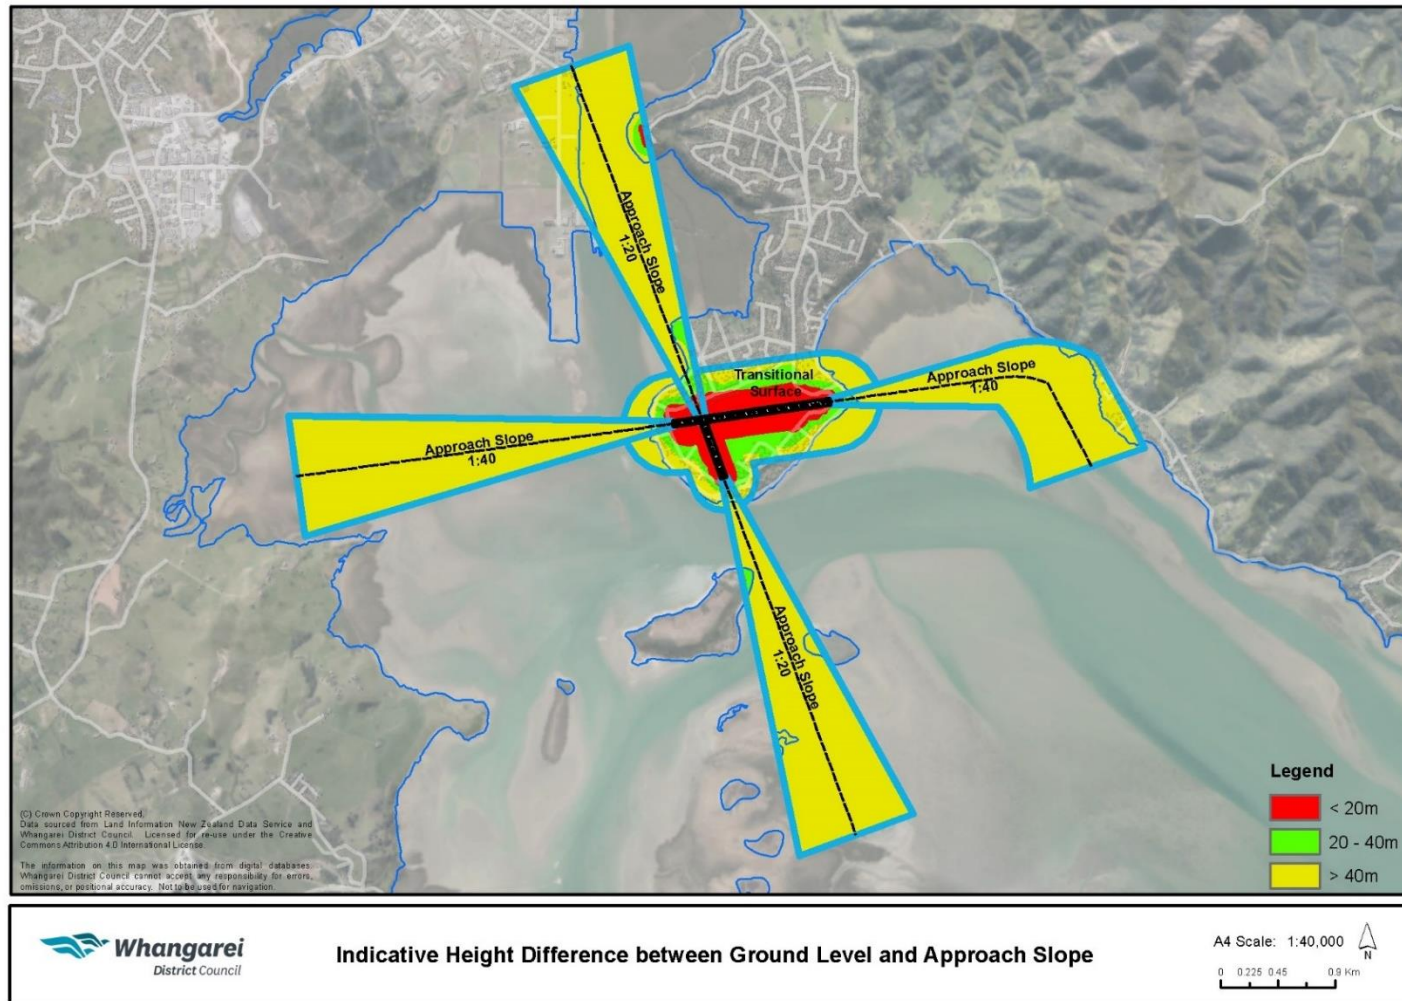 Approach Slope
1:20
Transitional
Surface
Approach Slope
1:40
Approach Slope
1:40
Approach Slope
1:20
Legend
< 20m
20 - 40m
> 40m
(C) Crown Copyright Reserved.
Data sourced from Land Information New Zealand Data Service and
Whangarei District Council. Licensed for re-use under the Creative
Commons Attribution 4.0 International License.
The information on this map was obtained from digital databases.
Whangarei District Council cannot accept any responsibility for errors,
omissions, or positional accuracy. Not to be used for navigation.
Whangarei
District Council
Indicative Height Difference between Ground Level and Approach Slope
A4 Scale: 1:40,000
N
0 0.225 0.45 0.9 Km